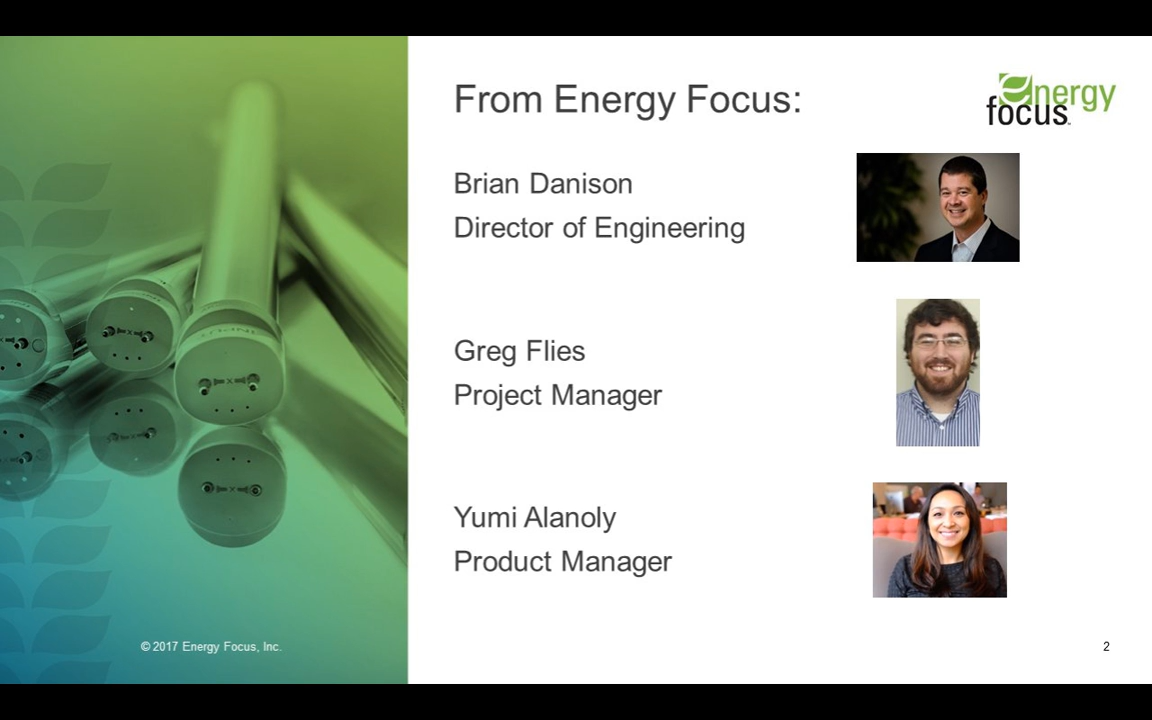 From Energy Focus:
energy
focus™
Brian Danison
Director of Engineering
Greg Flies
Project Manager
Yumi Alanoly
Product Manager
© 2017 Energy Focus, Inc.
2